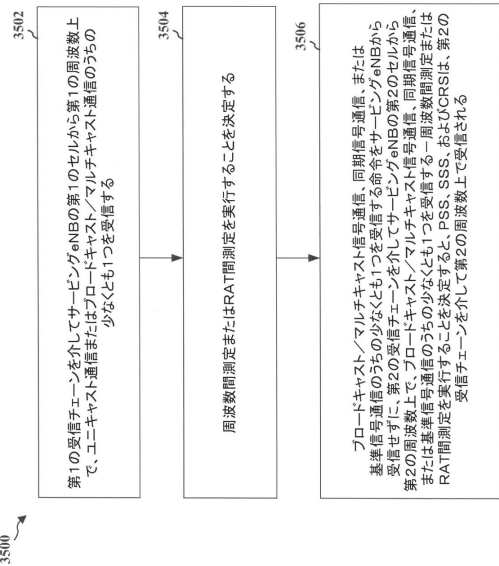 3500
3502
第1の受信チェーンを介してサービングeNBの第1のセルから第1の周波数上
で、ユニキャスト通信またはブロードキャスト／マルチキャスト通信のうちの
少なくとも1つを受信する
3504
周波数間測定またはRAT間測定を実行することを決定する
3506
ブロードキャスト／マルチキャスト信号通信、同期信号通信、または
基準信号通信のうちの少なくとも1つを受信する命令をサービングeNBから
受信せずに、第2の受信チェーンを介してサービングeNBの第2のセルから
第2の周波数上で、ブロードキャスト／マルチキャスト信号通信、同期信号通信、
または基準信号通信のうちの少なくとも1つを受信する－周波数間測定または
RAT間測定を実行することを決定すると、PSS、SSS、およびCRSは、第2の
受信チェーンを介して第2の周波数上で受信される